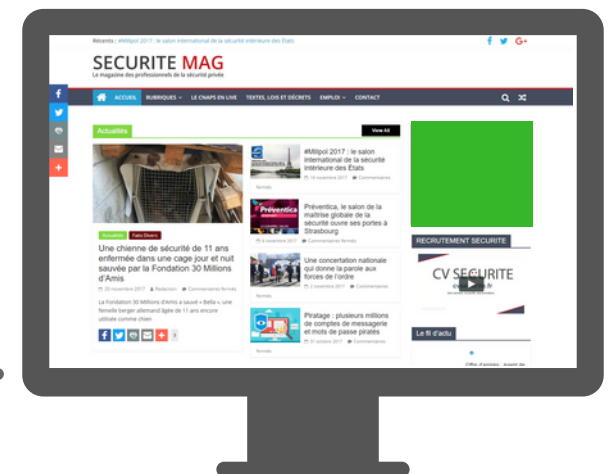 Récents : #Milipol 2017 : le salon international de la sécurité intérieure des États
SECURITE MAG
Le magazine des professionnels de la sécurité privée
ACCUEIL RUBRIQUES LE CNAPS EN LIVE TEXTES, LOIS ET DÉCRETS EMPLOI CONTACT
Actualités
View All
Actualités Faits Divers
Une chienne de sécurité de 11 ans
enfermée dans une cage jour et nuit
sauvée par la Fondation 30 Millions
d'Amis
20 novembre 2017 Redaction Commentaires fermés
La Fondation 30 Millions d'Amis a sauvé « Bella », une
femelle berger allemand âgée de 11 ans encore
utilisée comme chien
#Milipol 2017 : le salon
international de la sécurité
intérieure des États
16 novembre 2017 Commentaires
fermés
Préventica
Préventica, le salon de la
maîtrise globale de la
sécurité ouvre ses portes à
Strasbourg
6 novembre 2017 Commentaires fermés
Une concertation nationale
qui donne la parole aux
forces de l'ordre
2 novembre 2017 Commentaires
fermés
Piratage : plusieurs millions
de comptes de messagerie
et mots de passe piratés
31 octobre 2017 Commentaires
fermés
RECRUTEMENT SECURITE
CV SECURITE
Le fil d'actu